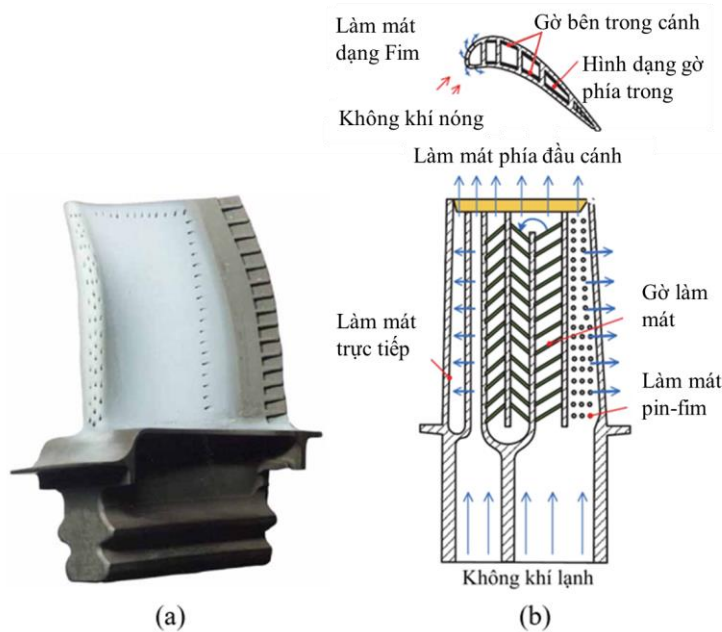 Làm mát
dạng Fim
Gờ bên trong cánh
Hình dạng gờ
phía trong
Không khí nóng
Làm mát phía đầu cánh
Làm mát
trực tiếp
Gờ làm
mát
Làm mát
pin-fim
Không khí lạnh
(a)
(b)